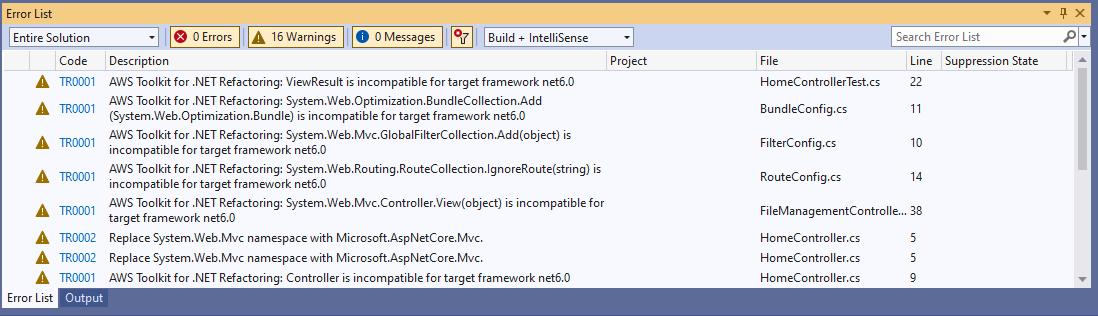 Error List
Entire Solution 0 Errors 16 Warnings 0 Messages Build + IntelliSense Search Error List
Code Description Project File Line Suppression State
TR0001 AWS Toolkit for .NET Refactoring: ViewResult is incompatible for target framework net6.0 HomeControllerTest.cs 22
TR0001 AWS Toolkit for .NET Refactoring: System.Web.Optimization.BundleCollection.Add BundleConfig.cs 11
(System.Web.Optimization.Bundle) is incompatible for target framework net6.0
TR0001 AWS Toolkit for .NET Refactoring: System.Web.Mvc.GlobalFilterCollection.Add(object) is FilterConfig.cs 10
incompatible for target framework net6.0
TR0001 AWS Toolkit for .NET Refactoring: System.Web.Routing.RouteCollection.IgnoreRoute(string) is RouteConfig.cs 14
incompatible for target framework net6.0
TR0001 AWS Toolkit for .NET Refactoring: System.Web.Mvc.Controller.View(object) is incompatible for FileManagementControlle... 38
target framework net6.0
TR0002 Replace System.Web.Mvc namespace with Microsoft.AspNetCore.Mvc. HomeController.cs 5
TR0002 Replace System.Web.Mvc namespace with Microsoft.AspNetCore.Mvc. HomeController.cs 5
TR0001 AWS Toolkit for .NET Refactoring: Controller is incompatible for target framework net6.0 HomeController.cs 9
Error List Output